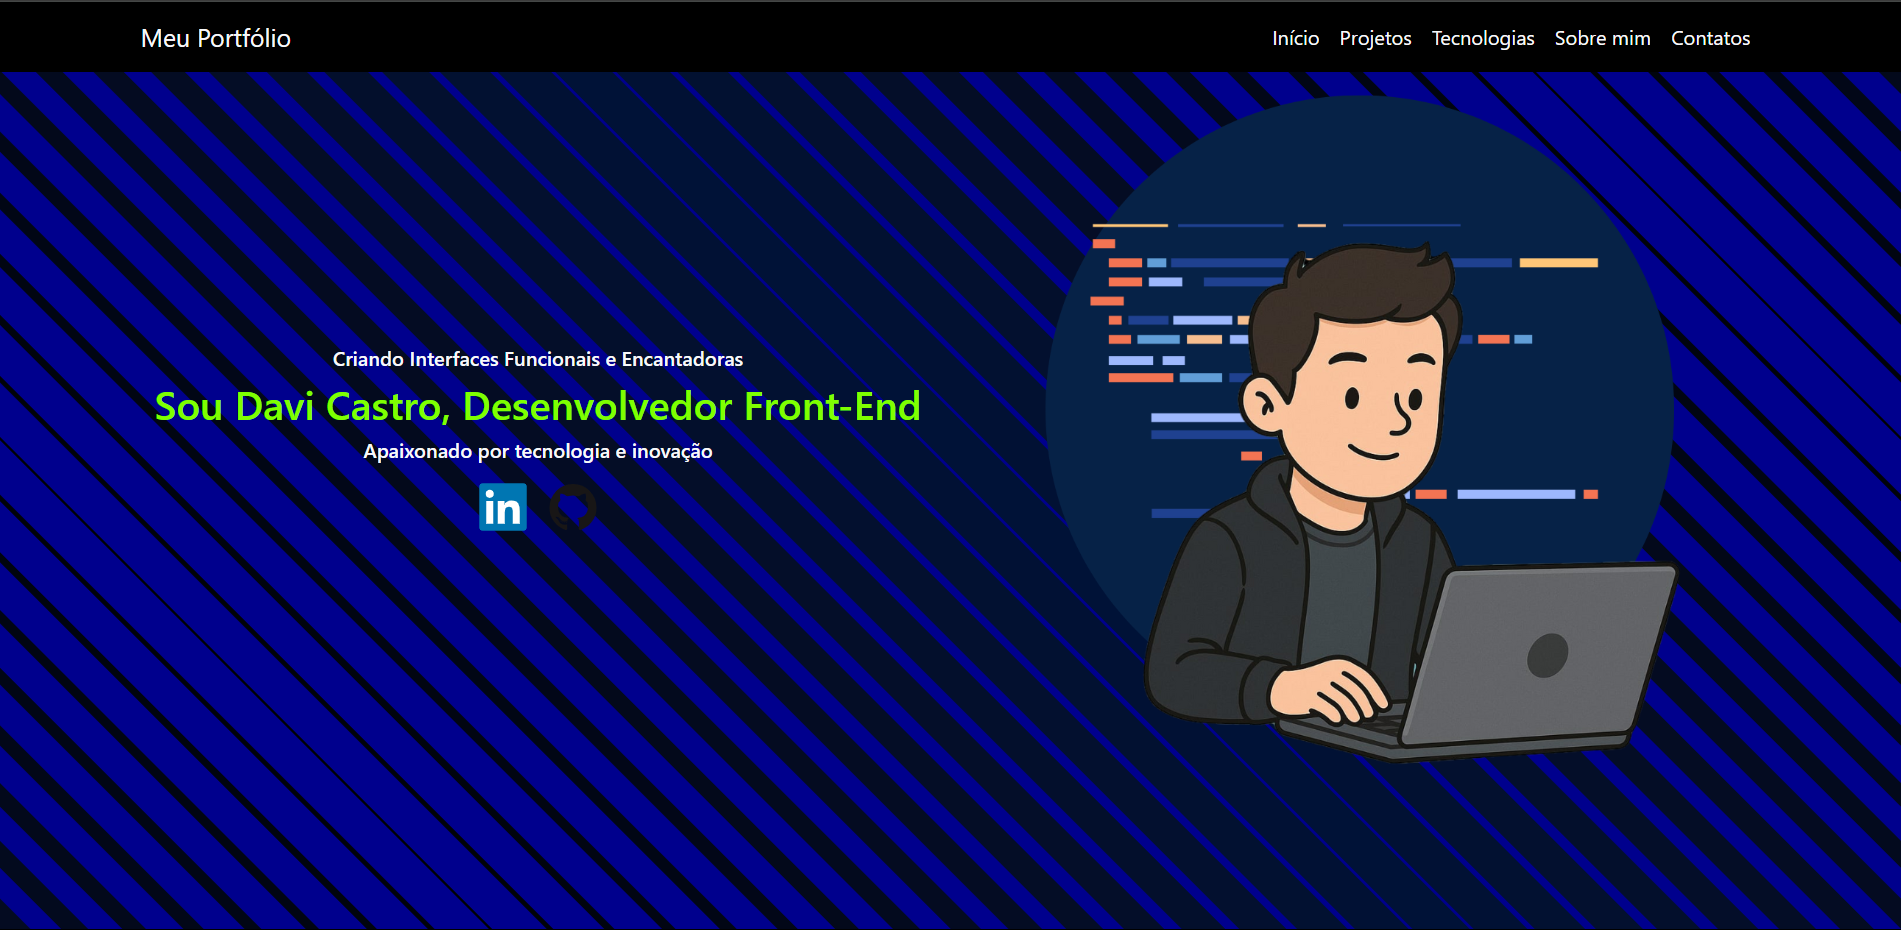 Meu Portfólio
Início Projetos Tecnologias Sobre mim Contatos
Criando Interfaces Funcionais e Encantadoras
Sou Davi Castro, Desenvolvedor Front-End
Apaixonado por tecnologia e inovação
in